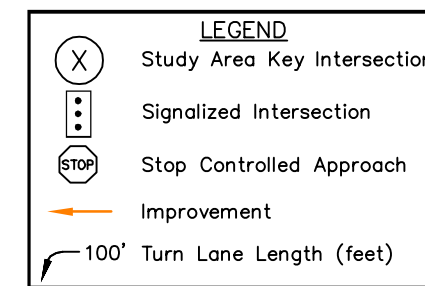 LEGEND
X Study Area Key Intersection
Signalized Intersection
STOP Stop Controlled Approach
Improvement
100' Turn Lane Length (feet)